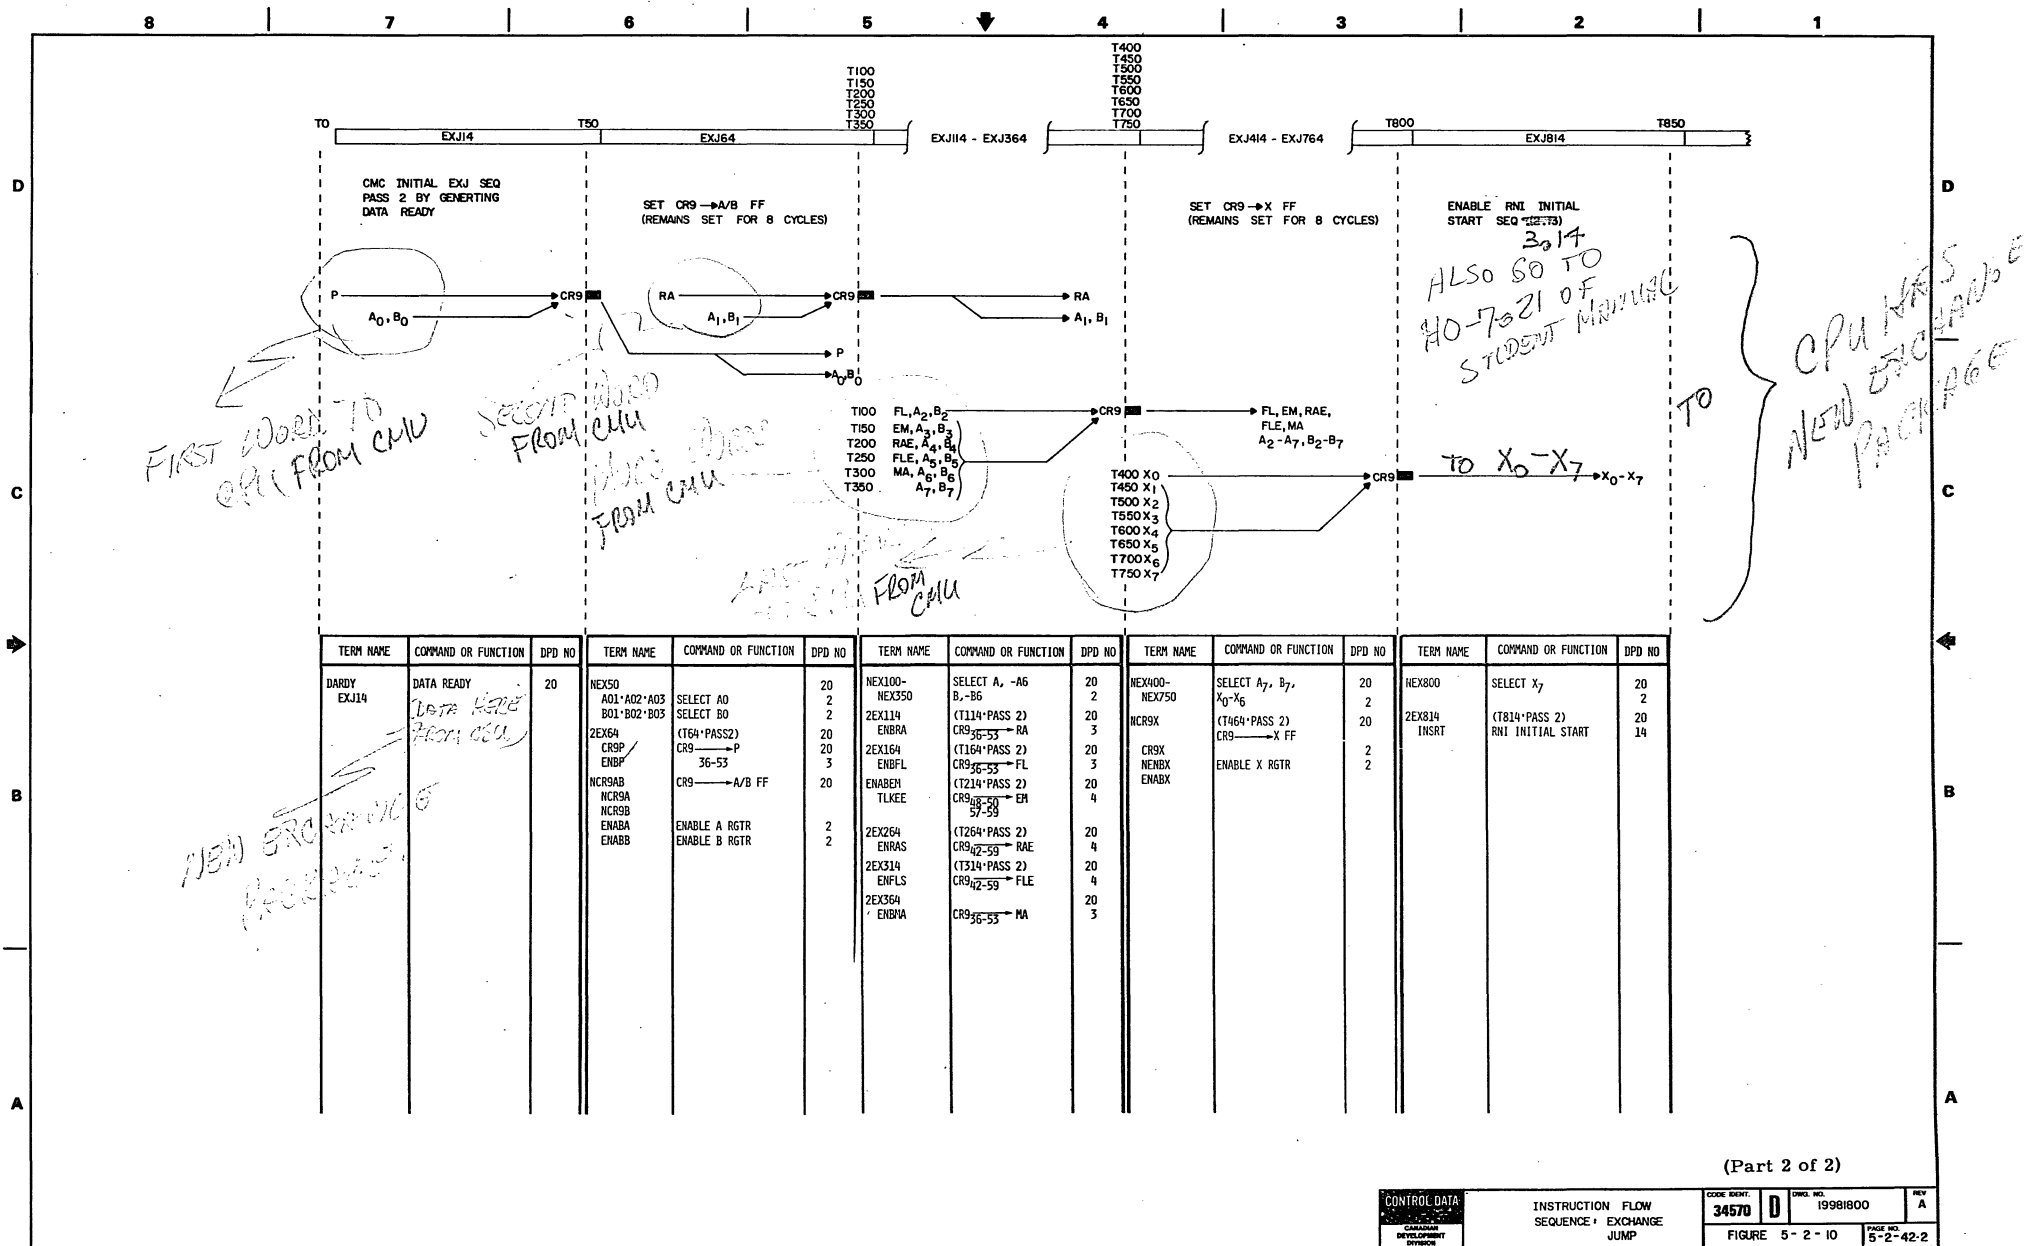 8 7 6 5 4 3 2 1
T100
T150
T200
T250
T300
T350
T400
T450
T500
T550
T600
T650
T700
T750
T0 T50 T800 T850
EXJ14 EXJ64 EXJ114 - EXJ364 EXJ414 - EXJ764 EXJ814
D D
CMC INITIAL EXJ SEQ
PASS 2 BY GENERTING
DATA READY
SET CR9→A/B FF
(REMAINS SET FOR 8 CYCLES)
SET CR9→X FF
(REMAINS SET FOR 8 CYCLES)
ENABLE RNI INITIAL
START SEQ
3.14
ALSO GO TO
HO-7-21 OF
STUDENT MANUAL
P CR9 RA CR9 RA
A0, B0 A1, B1 A1, B1
P
A0,B0
FIRST WORD TO
CPU FROM CMU
SECOND WORD
FROM CMU
WORDS
FROM CMU
LAST
FROM
CMU
T100 FL, A2, B2 CR9 FL, EM, RAE,
T150 EM, A3, B3 FLE, MA
T200 RAE, A4, B4 A2-A7, B2-B7
T250 FLE, A5, B5
T300 MA, A6, B6
T350 A7, B7
T400 X0 CR9 TO X0-X7 X0-X7
T450 X1
T500 X2
T550 X3
T600 X4
T650 X5
T700 X6
T750 X7
TO
CPU HAS
NEW EXCHANGE
PACKAGE
C C
TERM NAME COMMAND OR FUNCTION DPD NO
DARDY DATA READY 20
EXJ14
DATA HERE
FROM CMU
NEW EXCHANGE
PACKAGE
TERM NAME COMMAND OR FUNCTION DPD NO
NEX50 20
A01·A02·A03 SELECT A0 2
B01·B02·B03 SELECT B0 2
2EX64 (T64·PASS2) 20
CR9P CR9→P 20
ENBP 36-53 3
NCR9AB CR9→A/B FF 20
NCR9A
NCR9B
ENABA ENABLE A RGTR 2
ENABB ENABLE B RGTR 2
TERM NAME COMMAND OR FUNCTION DPD NO
NEX100- SELECT A, -A6 20
NEX350 B,-B6 2
2EX114 (T114·PASS 2) 20
ENBRA CR9 36-53→RA 3
2EX164 (T164·PASS 2) 20
ENBFL CR9 36-53→FL 3
ENABEM (T214·PASS 2) 20
TLKEE CR9 48-50→EM 4
57-59
2EX264 (T264·PASS 2) 20
ENRAS CR9 42-59→RAE 4
2EX314 (T314·PASS 2) 20
ENFLS CR9 42-59→FLE 4
2EX364 20
ENBMA CR9 36-53→MA 3
TERM NAME COMMAND OR FUNCTION DPD NO
NEX400- SELECT A7, B7, 20
NEX750 X0-X6 2
NCR9X (T464·PASS 2) 20
CR9→X FF
CR9X 2
NENBX ENABLE X RGTR 2
ENABX
TERM NAME COMMAND OR FUNCTION DPD NO
NEX800 SELECT X7 20
2
2EX814 (T814·PASS 2) 20
INSRT RNI INITIAL START 14
B B
A A
(Part 2 of 2)
CONTROL DATA
CANADIAN
DEVELOPMENT
DIVISION
INSTRUCTION FLOW
SEQUENCE: EXCHANGE
JUMP
CODE IDENT.
34570
D
DWG. NO.
19981800
REV
A
FIGURE 5-2-10
PAGE NO.
5-2-42-2